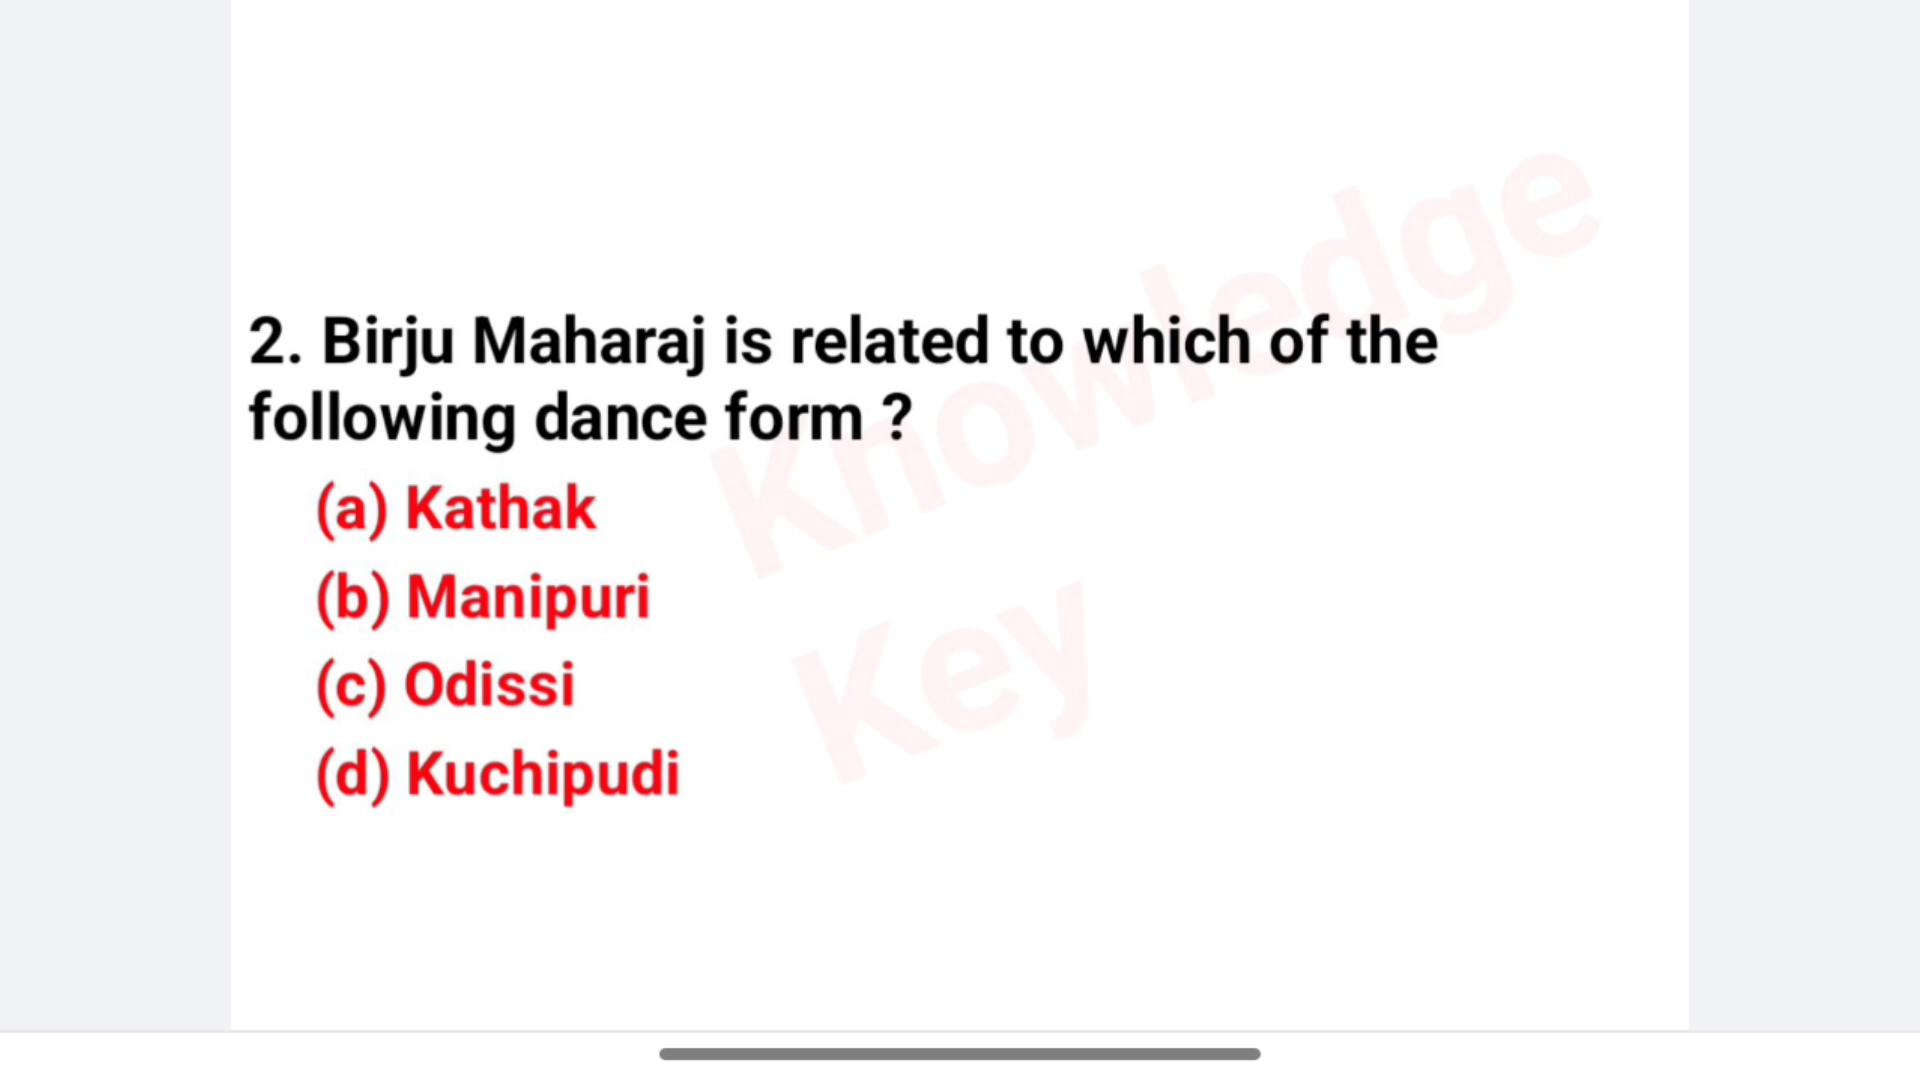 2. Birju Maharaj is related to which of the
following dance form ?
(a) Kathak
(b) Manipuri
(c) Odissi
(d) Kuchipudi
Knowledge
Key